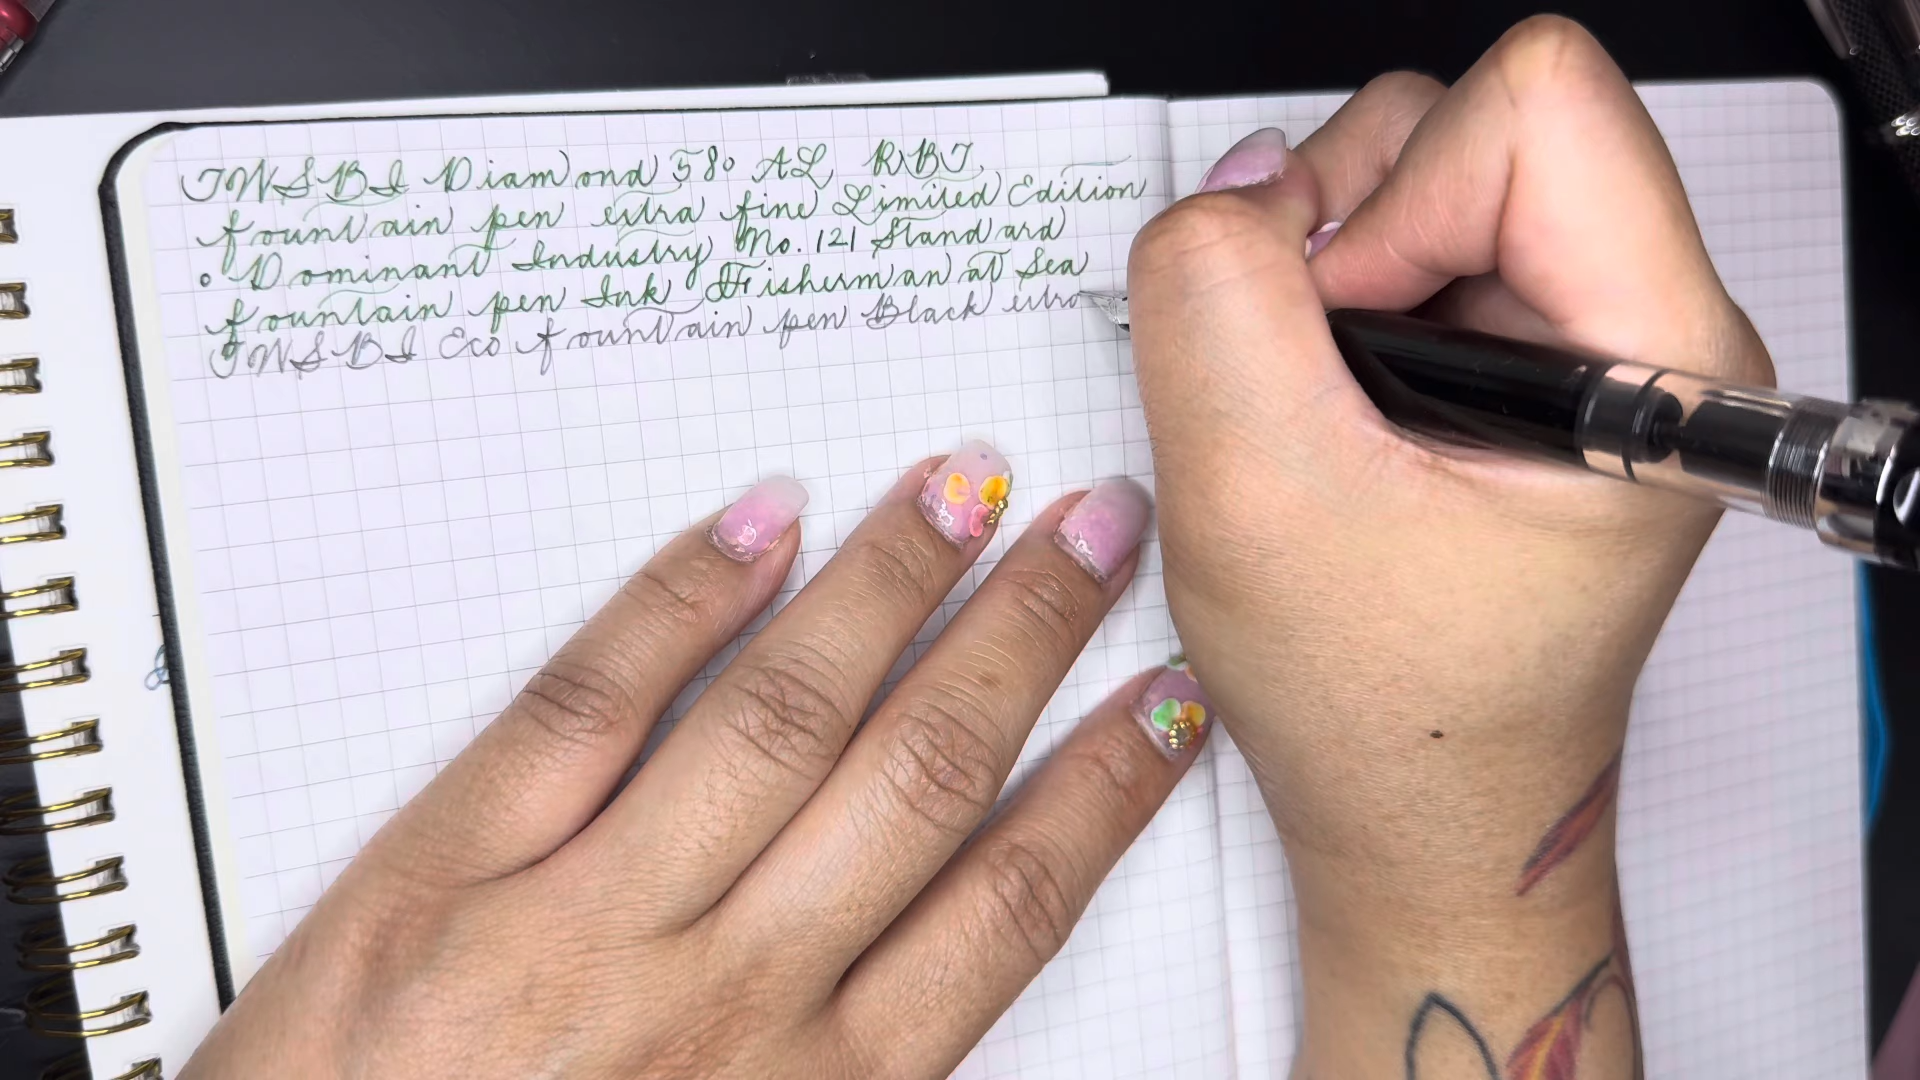 TWSBI Diamond 580 AL RBT
fountain pen extra fine Limited Edition
• Dominant Industry No. 121 Standard
fountain pen Ink Fisherman at Sea
TWSBI Eco fountain pen Black extra